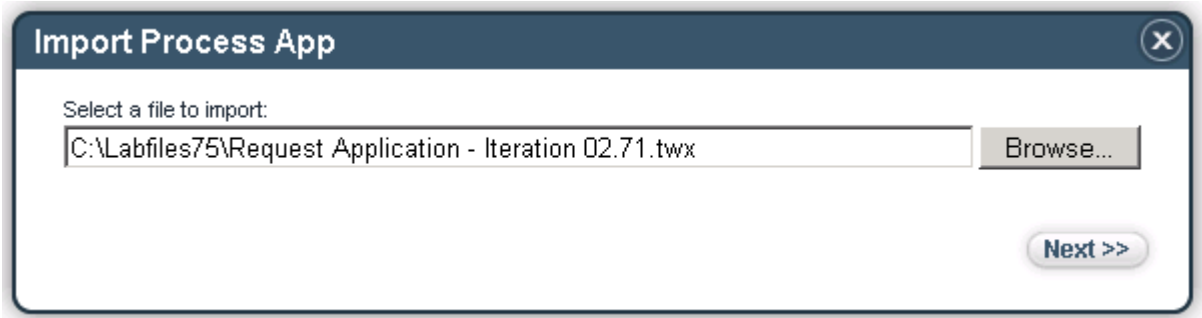 Import Process App
X
Select a file to import:
C:\Labfiles75\Request Application - Iteration 02.71.twx Browse...
Next >>